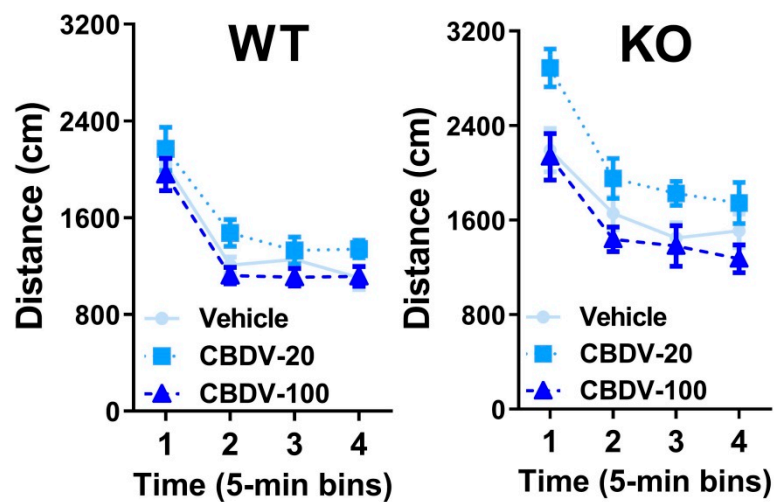 WT
Distance (cm)
3200
2400
1600
800
0
Vehicle
CBDV-20
CBDV-100
1 2 3 4
Time (5-min bins)
KO
Distance (cm)
3200
2400
1600
800
0
Vehicle
CBDV-20
CBDV-100
1 2 3 4
Time (5-min bins)